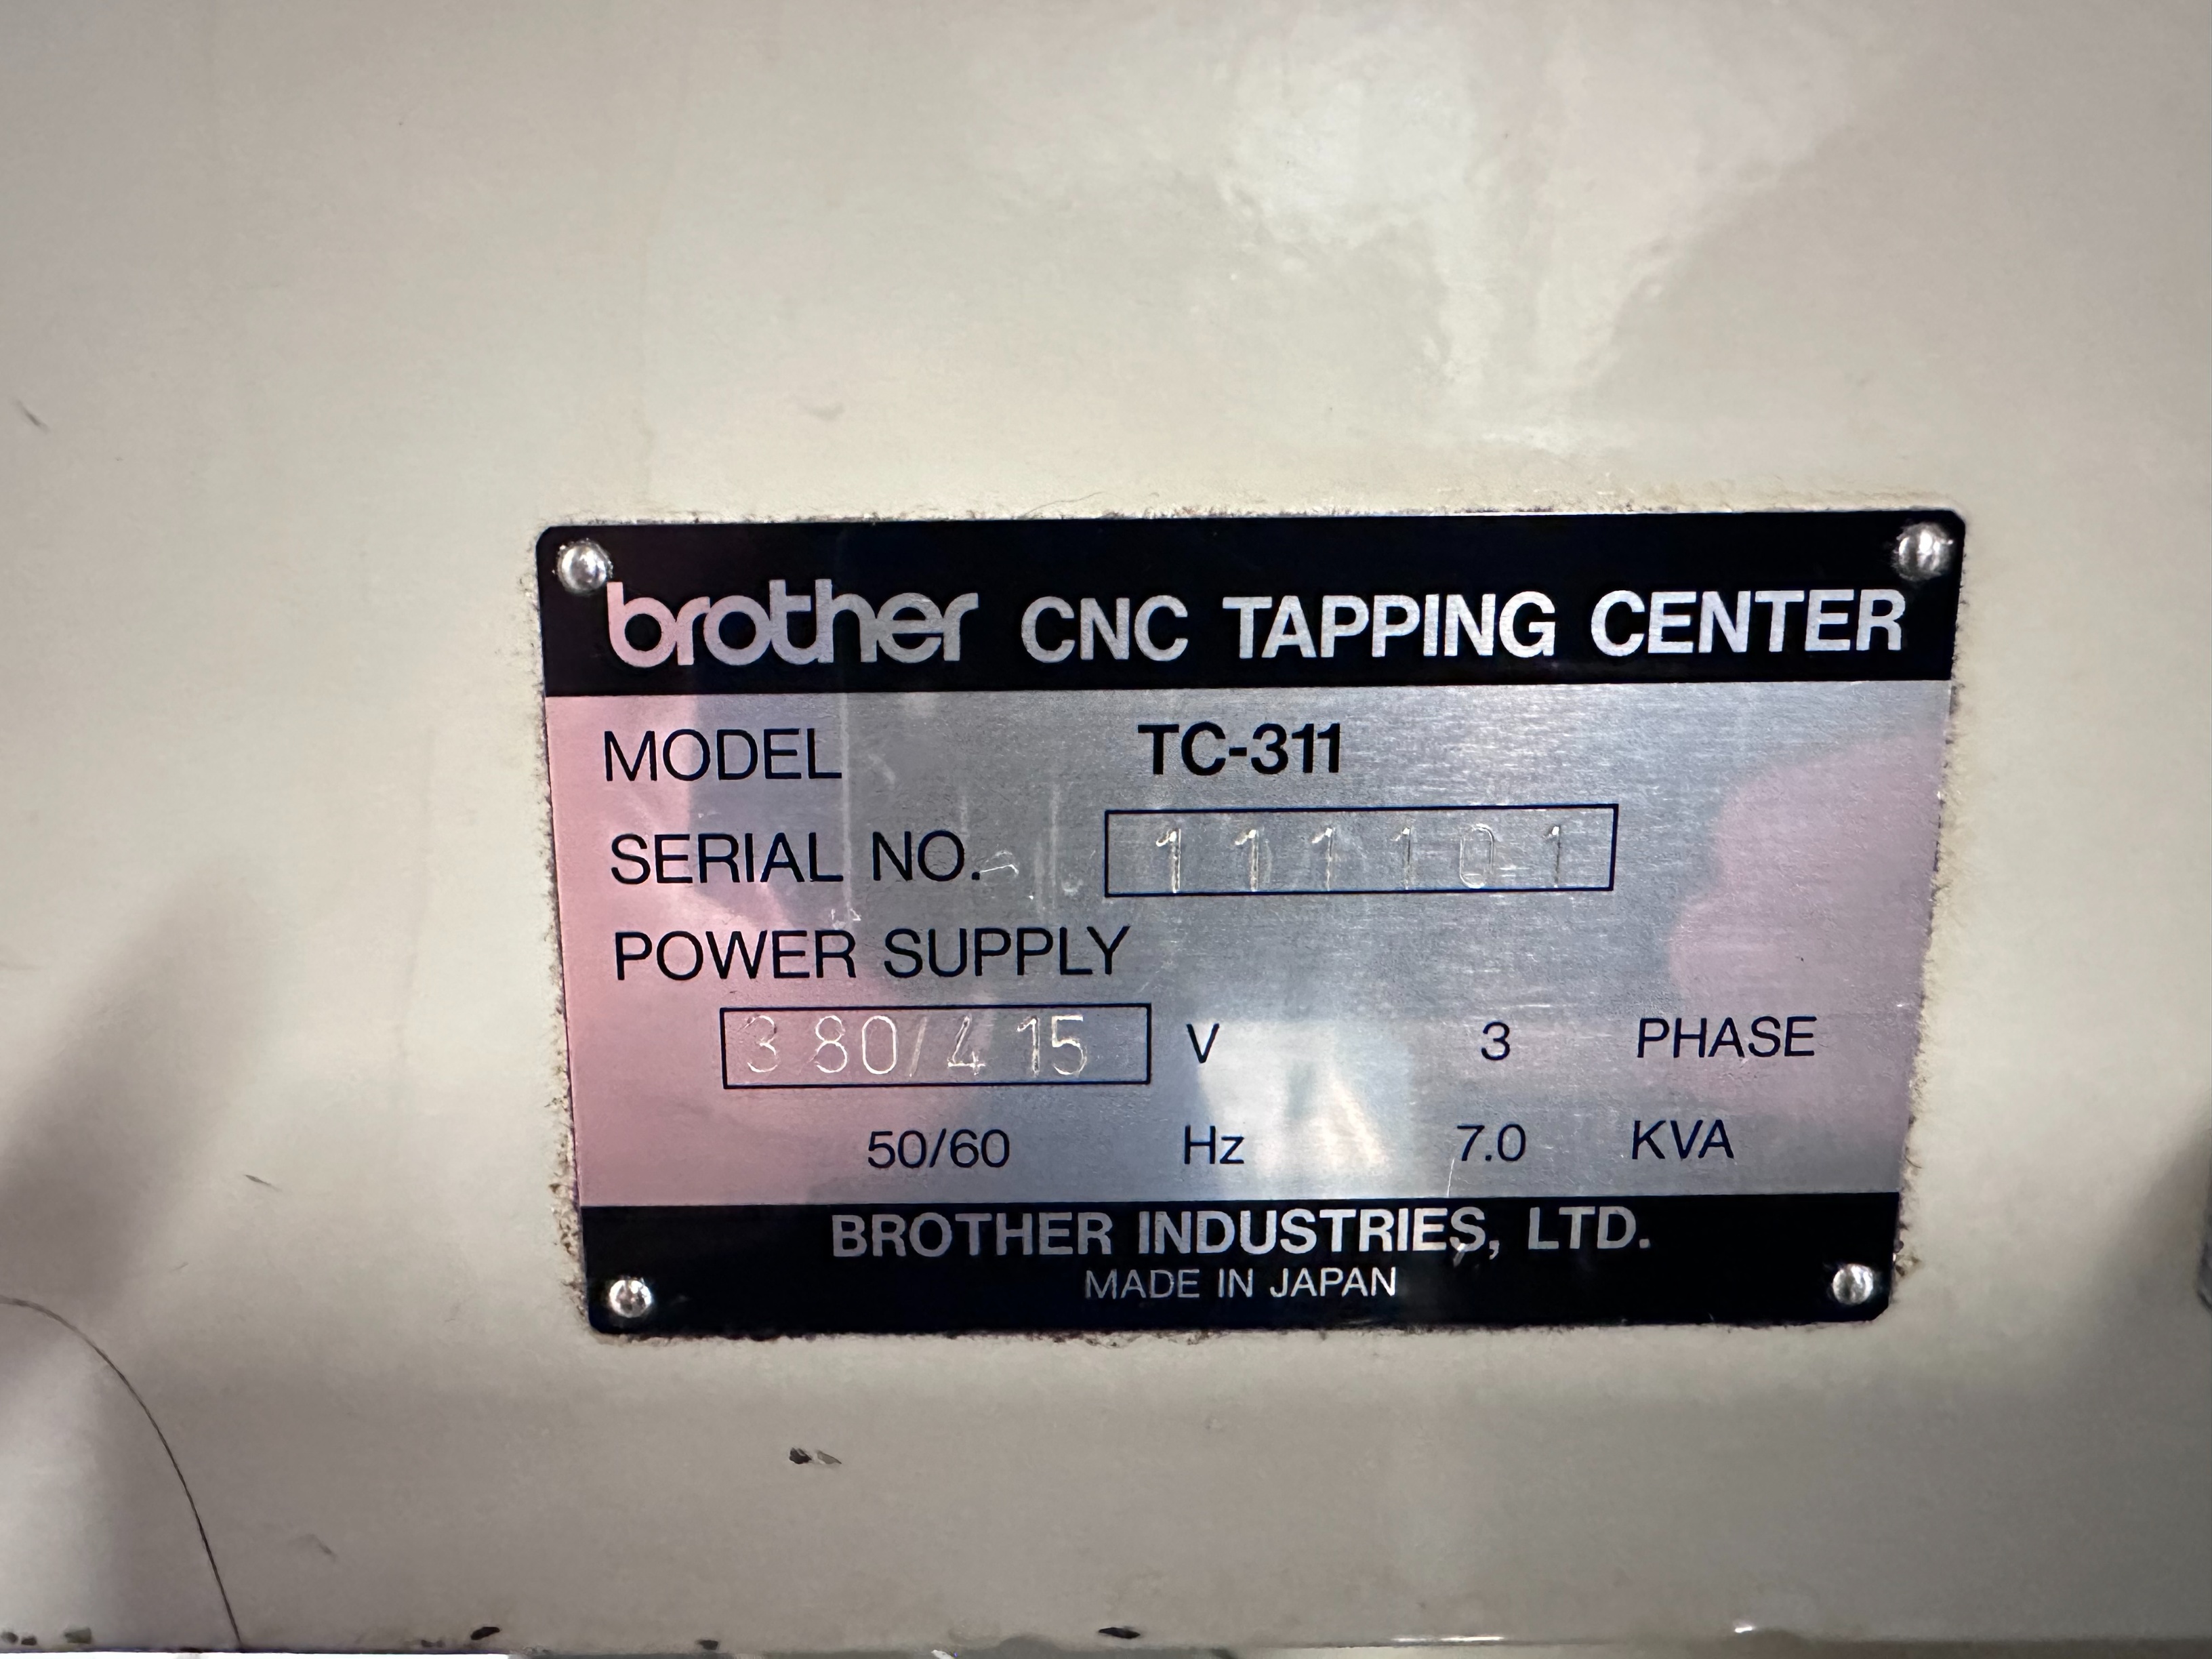 brother CNC TAPPING CENTER
MODEL TC-311
SERIAL NO. 111101
POWER SUPPLY
380/415 V 3 PHASE
50/60 Hz 7.0 KVA
BROTHER INDUSTRIES, LTD.
MADE IN JAPAN